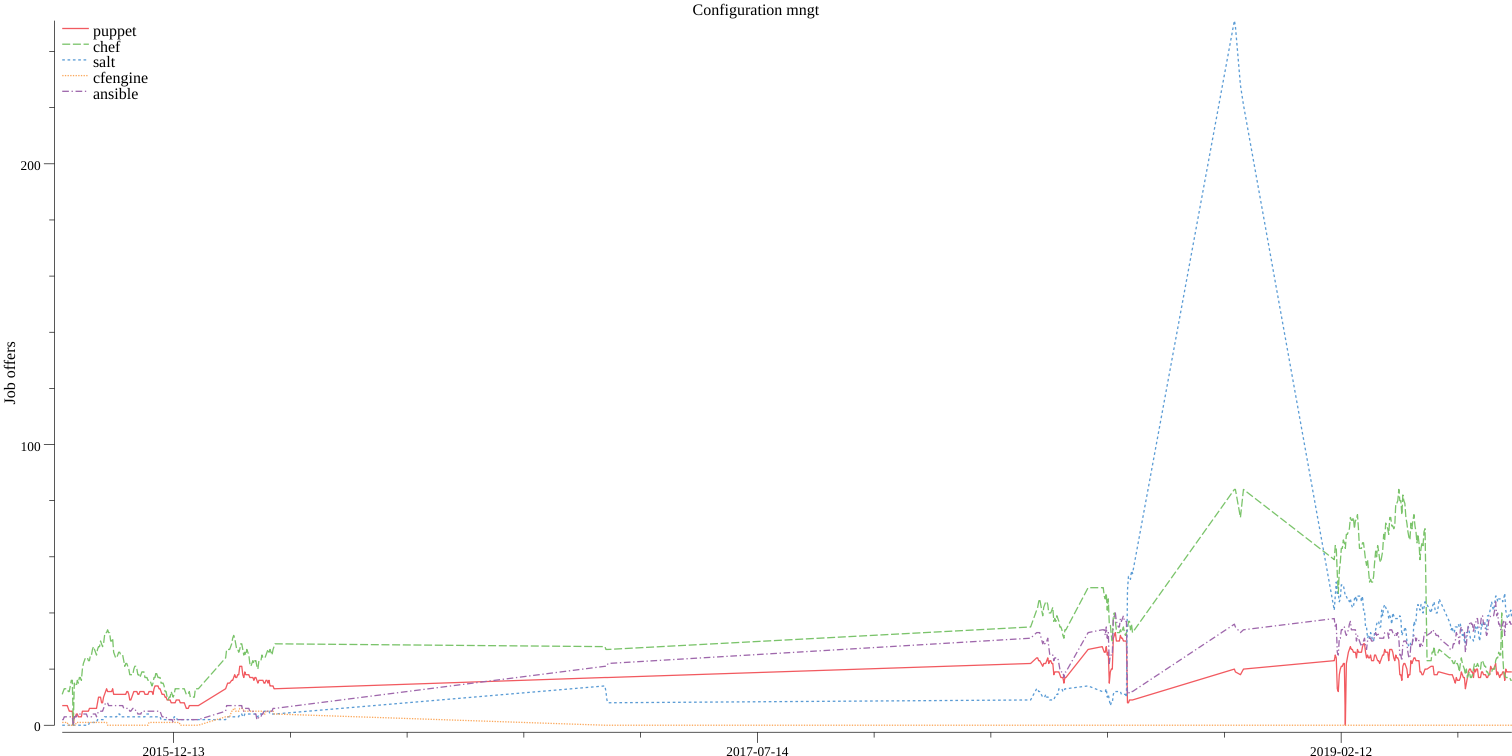 Configuration mngt
puppet
chef
salt
cfengine
ansible
200
100
0
Job offers
2015-12-13
2017-07-14
2019-02-12